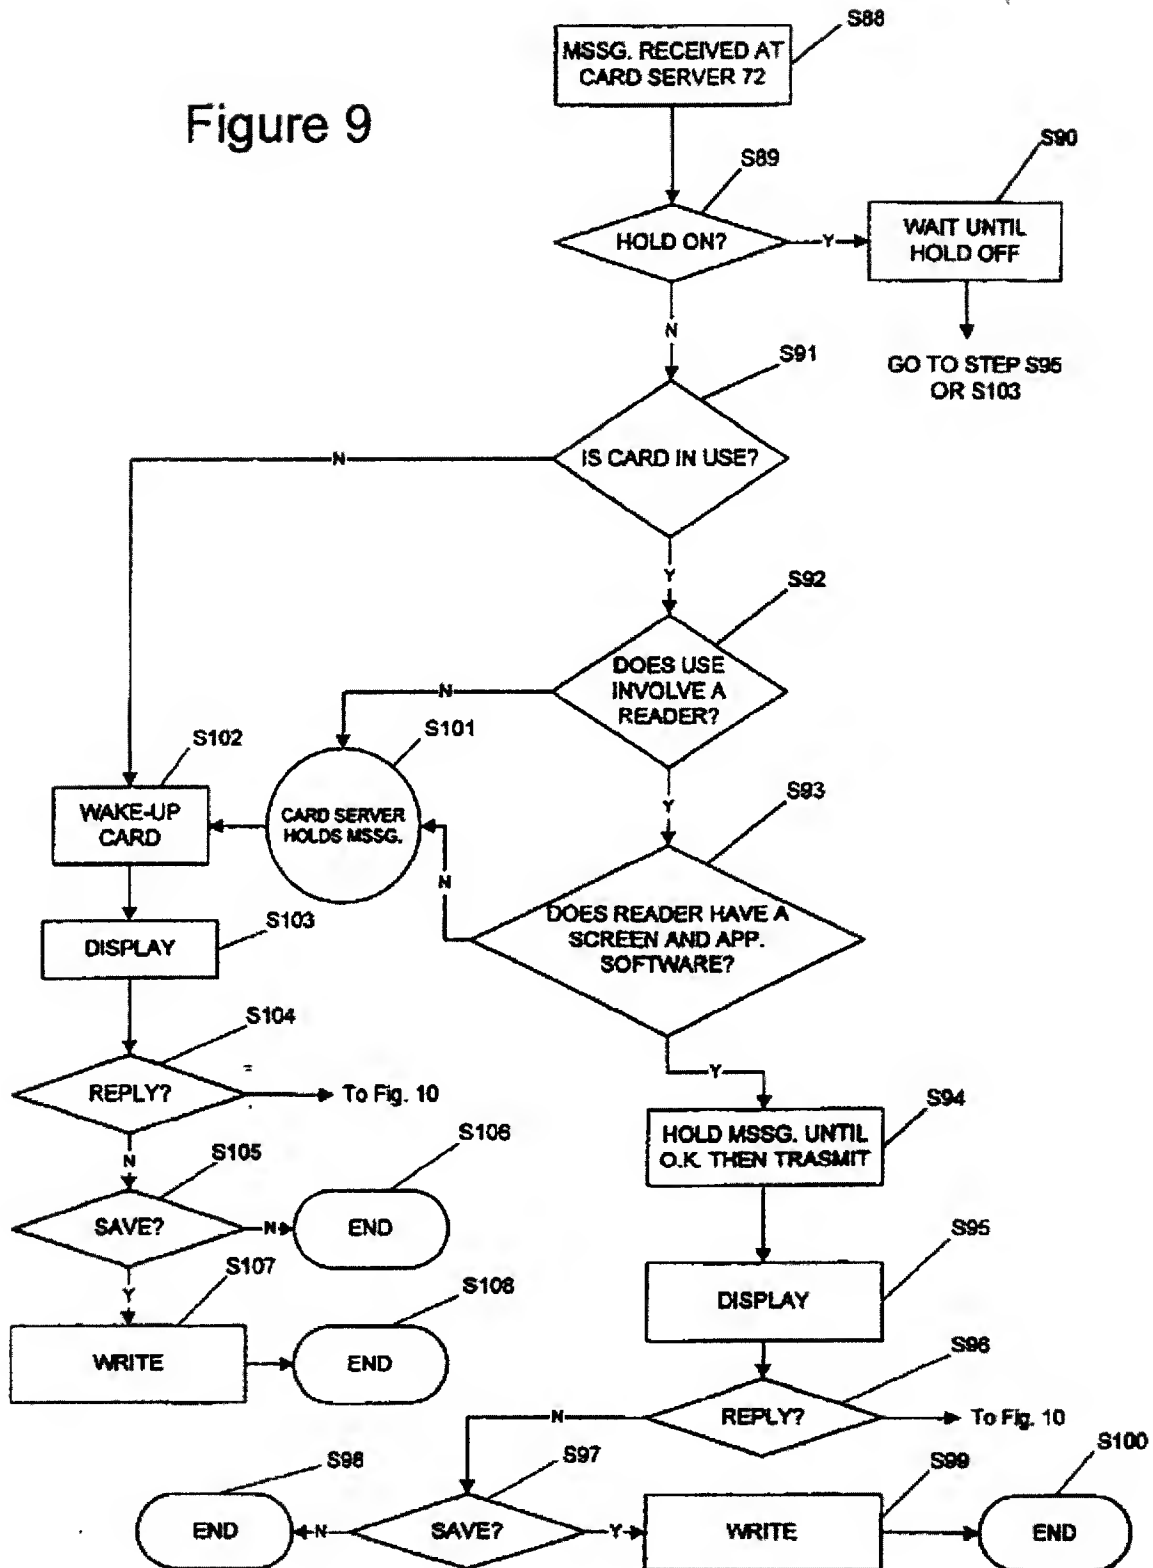 Figure 9
S88
MSSG. RECEIVED AT
CARD SERVER 72
S89
HOLD ON?
Y
S90
WAIT UNTIL
HOLD OFF
GO TO STEP S95
OR S103
N
S91
IS CARD IN USE?
N
Y
S92
DOES USE
INVOLVE A
READER?
N
Y
S101
CARD SERVER
HOLDS MSSG.
S102
WAKE-UP
CARD
S93
DOES READER HAVE A
SCREEN AND APP.
SOFTWARE?
N
Y
S103
DISPLAY
S104
REPLY?
To Fig. 10
N
S105
SAVE?
N
S106
END
Y
S107
WRITE
S108
END
S94
HOLD MSSG. UNTIL
O.K. THEN TRASMIT
S95
DISPLAY
S96
REPLY?
To Fig. 10
N
S97
SAVE?
N
S98
END
Y
S99
WRITE
S100
END